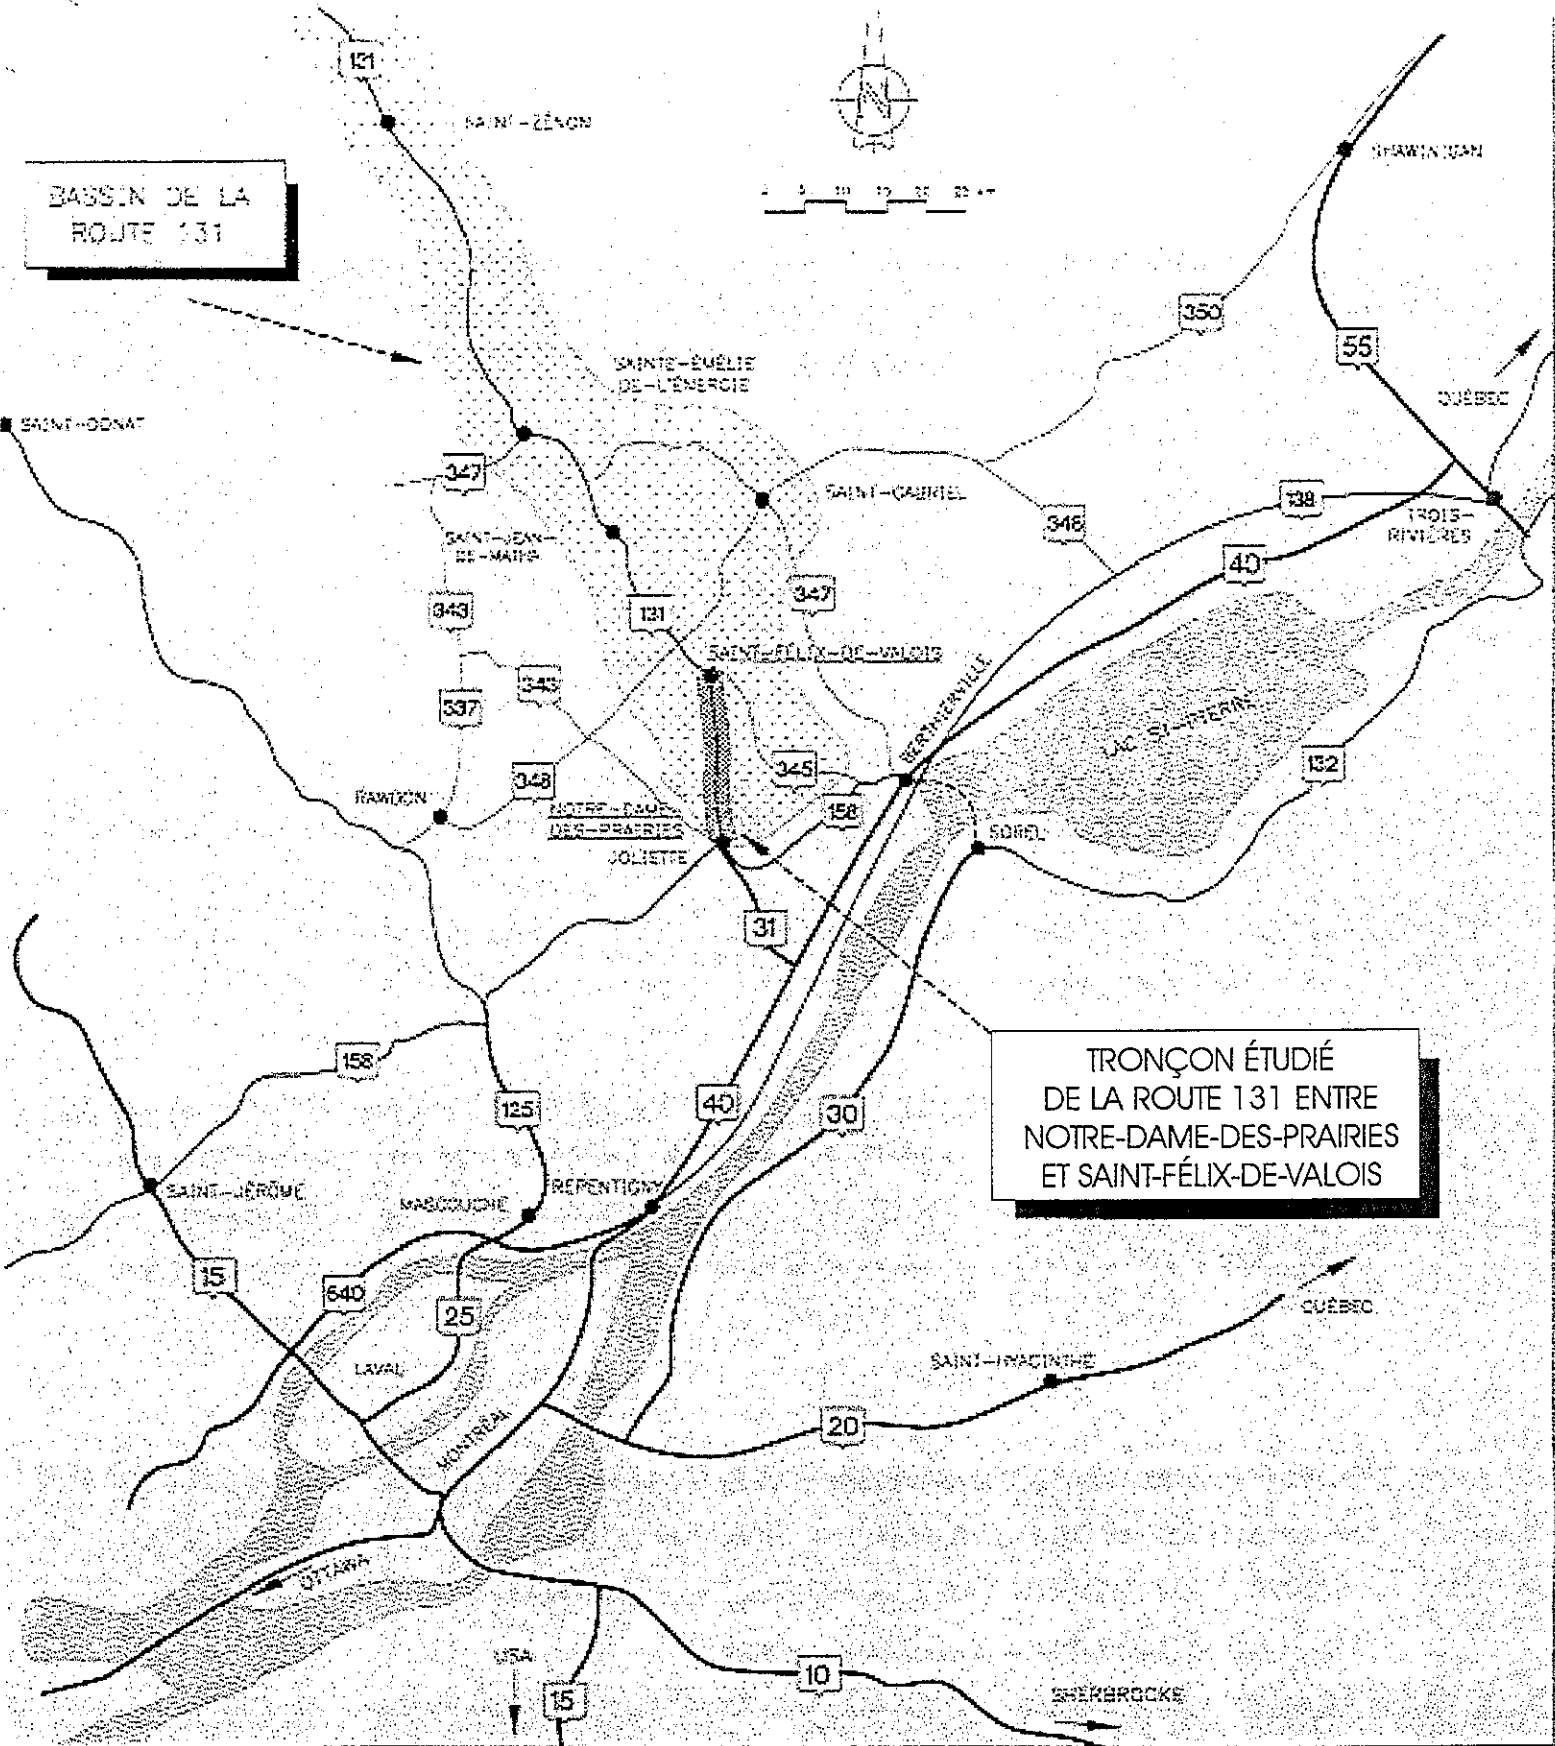 131
SAINT-ZÉNON
N
SHAWINIGAN
BASSIN DE LA
ROUTE 131
350
55
QUÉBEC
SAINTE-ÉMÉLIE
DE-L'ÉNERGIE
SAINT-DONAT
347
SAINT-GABRIEL
138
348
TROIS-
RIVIÈRES
SAINT-JEAN-
DE-MATHA
40
343
131
347
SAINT-FÉLIX-DE-VALOIS
BERTHIERVILLE
343
337
LAC ST-PIERRE
345
132
348
RAWDON
NOTRE-DAME-
DES-PRAIRIES
158
SOREL
JOLIETTE
31
TRONÇON ÉTUDIÉ
DE LA ROUTE 131 ENTRE
NOTRE-DAME-DES-PRAIRIES
ET SAINT-FÉLIX-DE-VALOIS
158
125
40
30
SAINT-JÉRÔME
MASCOUCHE
REPENTIGNY
15
640
25
QUÉBEC
LAVAL
SAINT-HYACINTHE
MONTRÉAL
20
OTTAWA
USA
10
15
SHERBROOKE